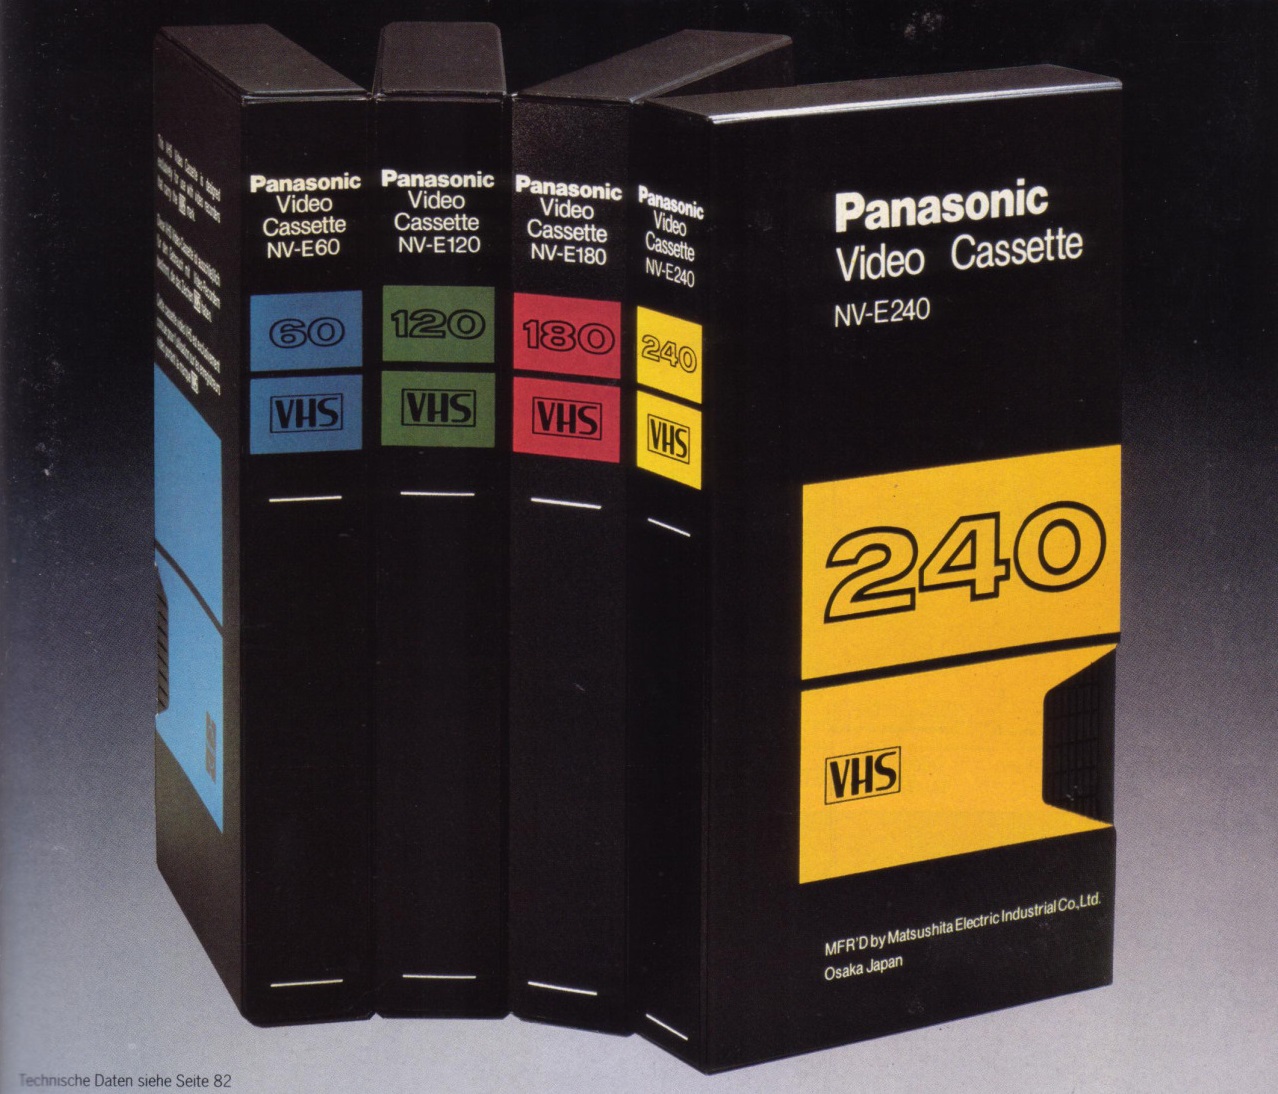 Panasonic
Video
Cassette
NV-E60
60
VHS
Panasonic
Video
Cassette
NV-E120
120
VHS
Panasonic
Video
Cassette
NV-E180
180
VHS
Panasonic
Video
Cassette
NV-E240
240
VHS
Panasonic
Video Cassette
NV-E240
240
VHS
MFR'D by Matsushita Electric Industrial Co.,Ltd.
Osaka Japan
Technische Daten siehe Seite 82